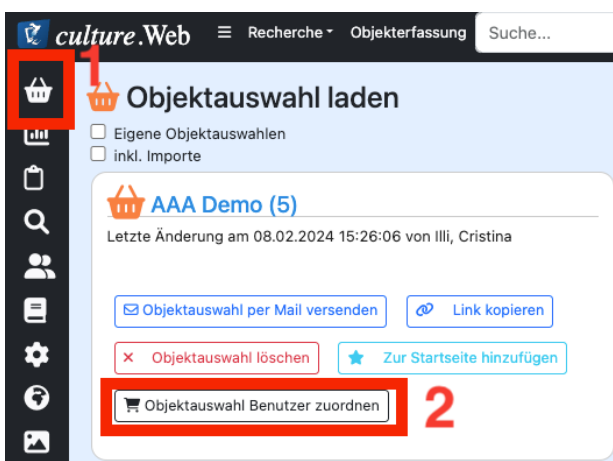 culture.Web Recherche Objekterfassung Suche...
1
Objektauswahl laden
Eigene Objektauswahlen
inkl. Importe
AAA Demo (5)
Letzte Änderung am 08.02.2024 15:26:06 von Illi, Cristina
Objektauswahl per Mail versenden Link kopieren
Objektauswahl löschen Zur Startseite hinzufügen
Objektauswahl Benutzer zuordnen 2